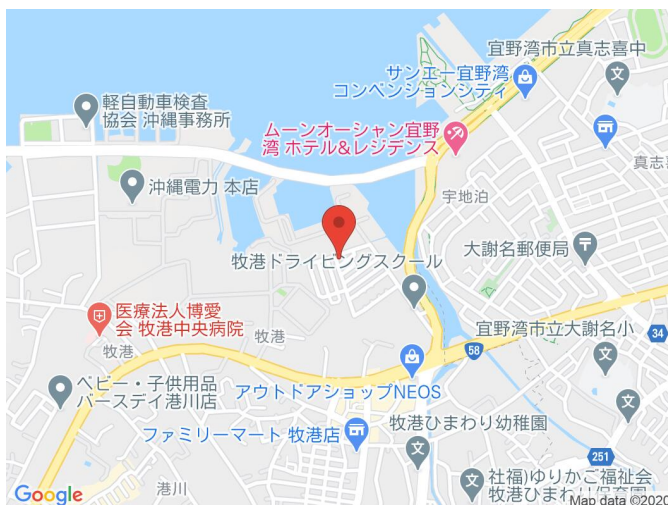 宜野湾市立真志喜中
サンエー宜野湾
コンベンションシティ
軽自動車検査
協会 沖縄事務所
ムーンオーシャン宜野
湾 ホテル&レジデンス
真志喜
沖縄電力 本店
宇地泊
大謝名郵便局
牧港ドライビングスクール
医療法人博愛
会 牧港中央病院
牧港
牧港
宜野湾市立大謝名小
34
58
ベビー・子供用品
バースデイ港川店
アウトドアショップNEOS
牧港ひまわり幼稚園
ファミリーマート 牧港店
251
港川
社福)ゆりかご福祉会
牧港ひまわり保育園
Google
Map data ©2020